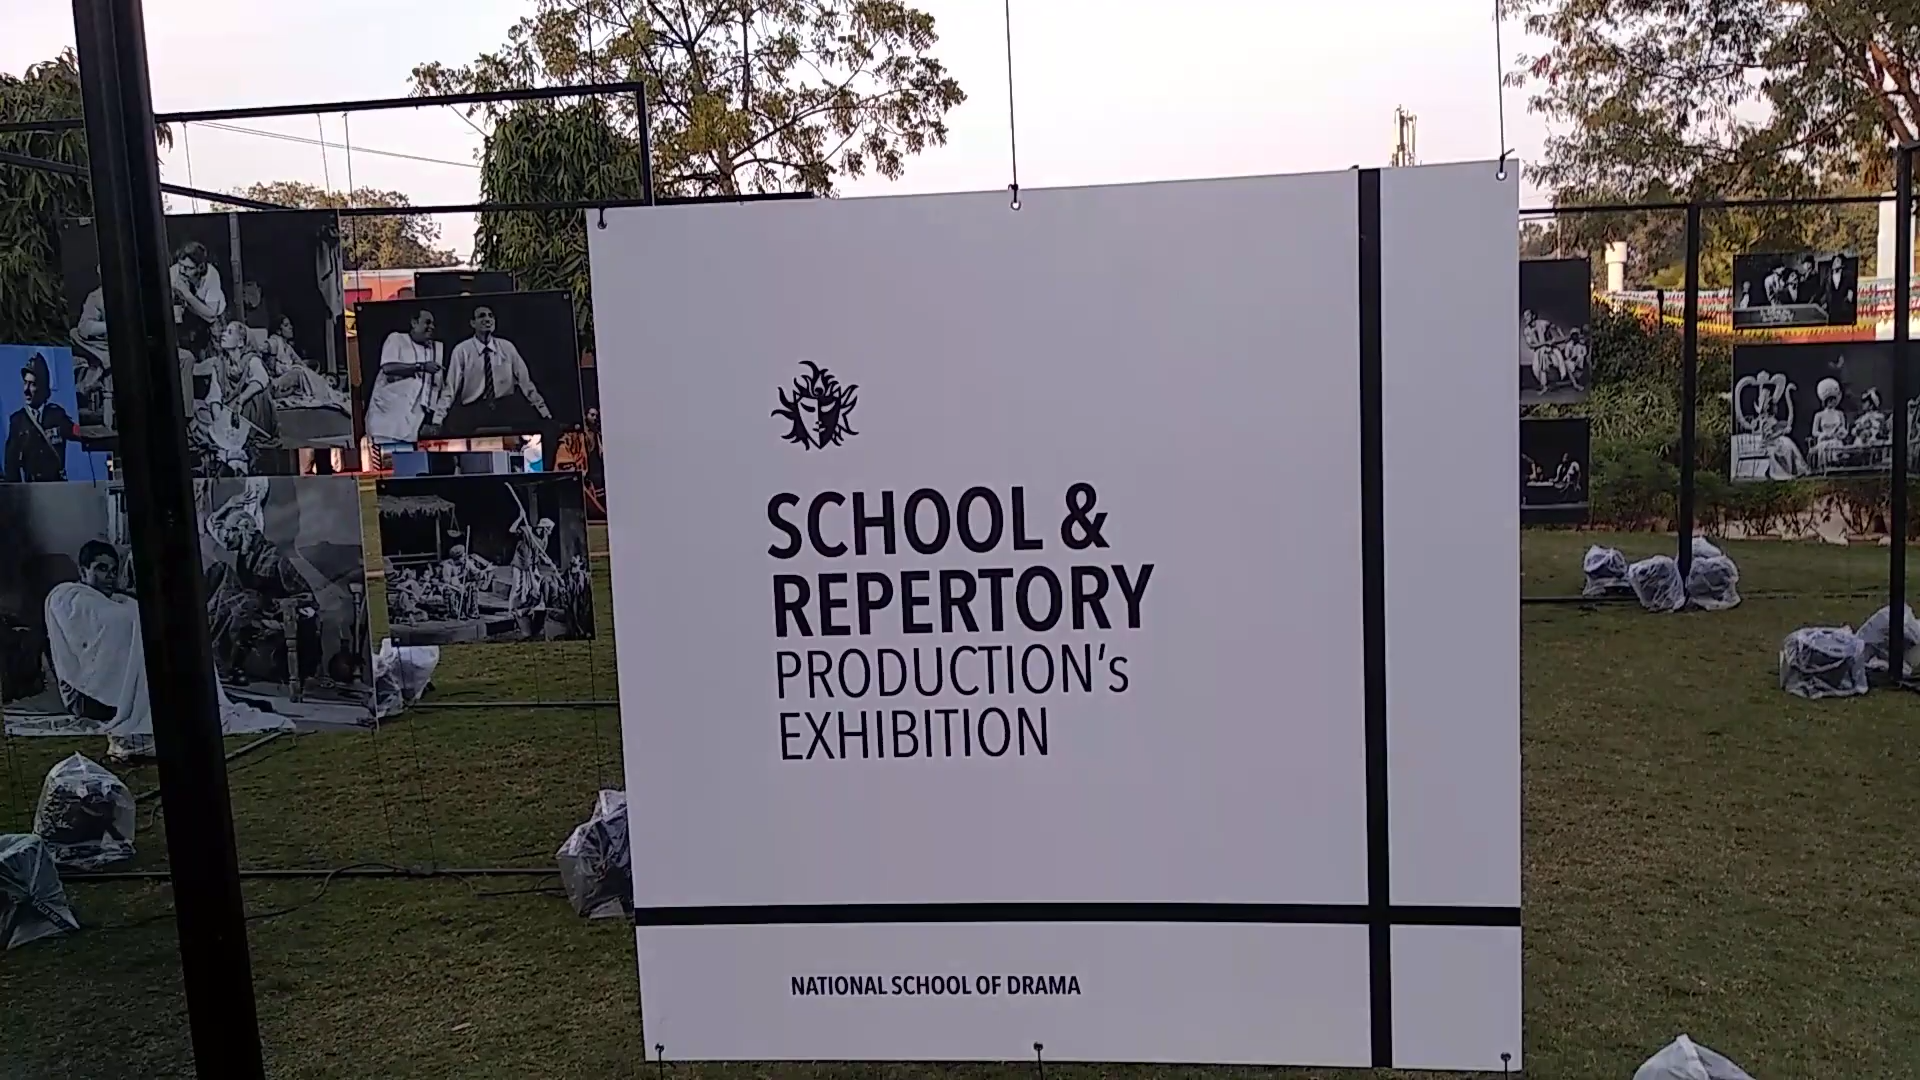 SCHOOL &
REPERTORY
PRODUCTION's
EXHIBITION
NATIONAL SCHOOL OF DRAMA